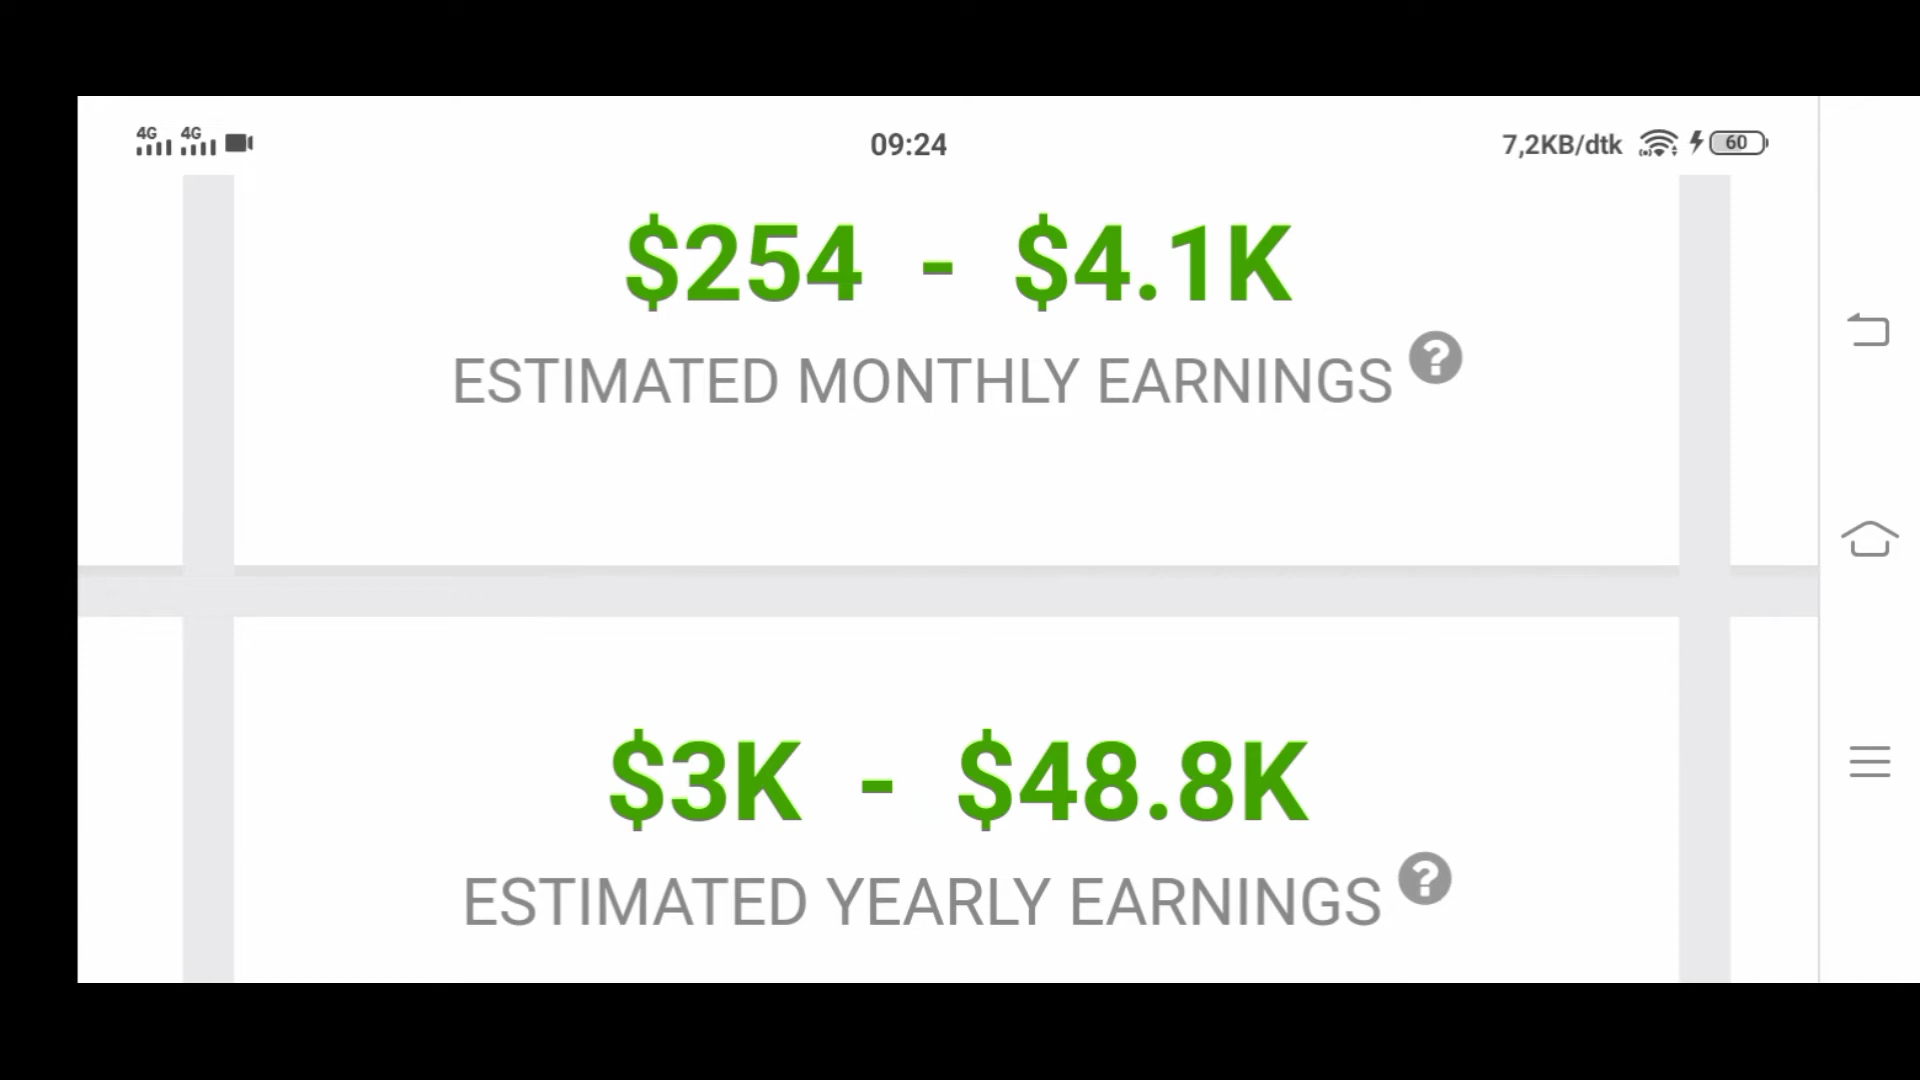 4G 4G 09:24 7,2KB/dtk 60
$254 - $4.1K
ESTIMATED MONTHLY EARNINGS ?
$3K - $48.8K
ESTIMATED YEARLY EARNINGS ?